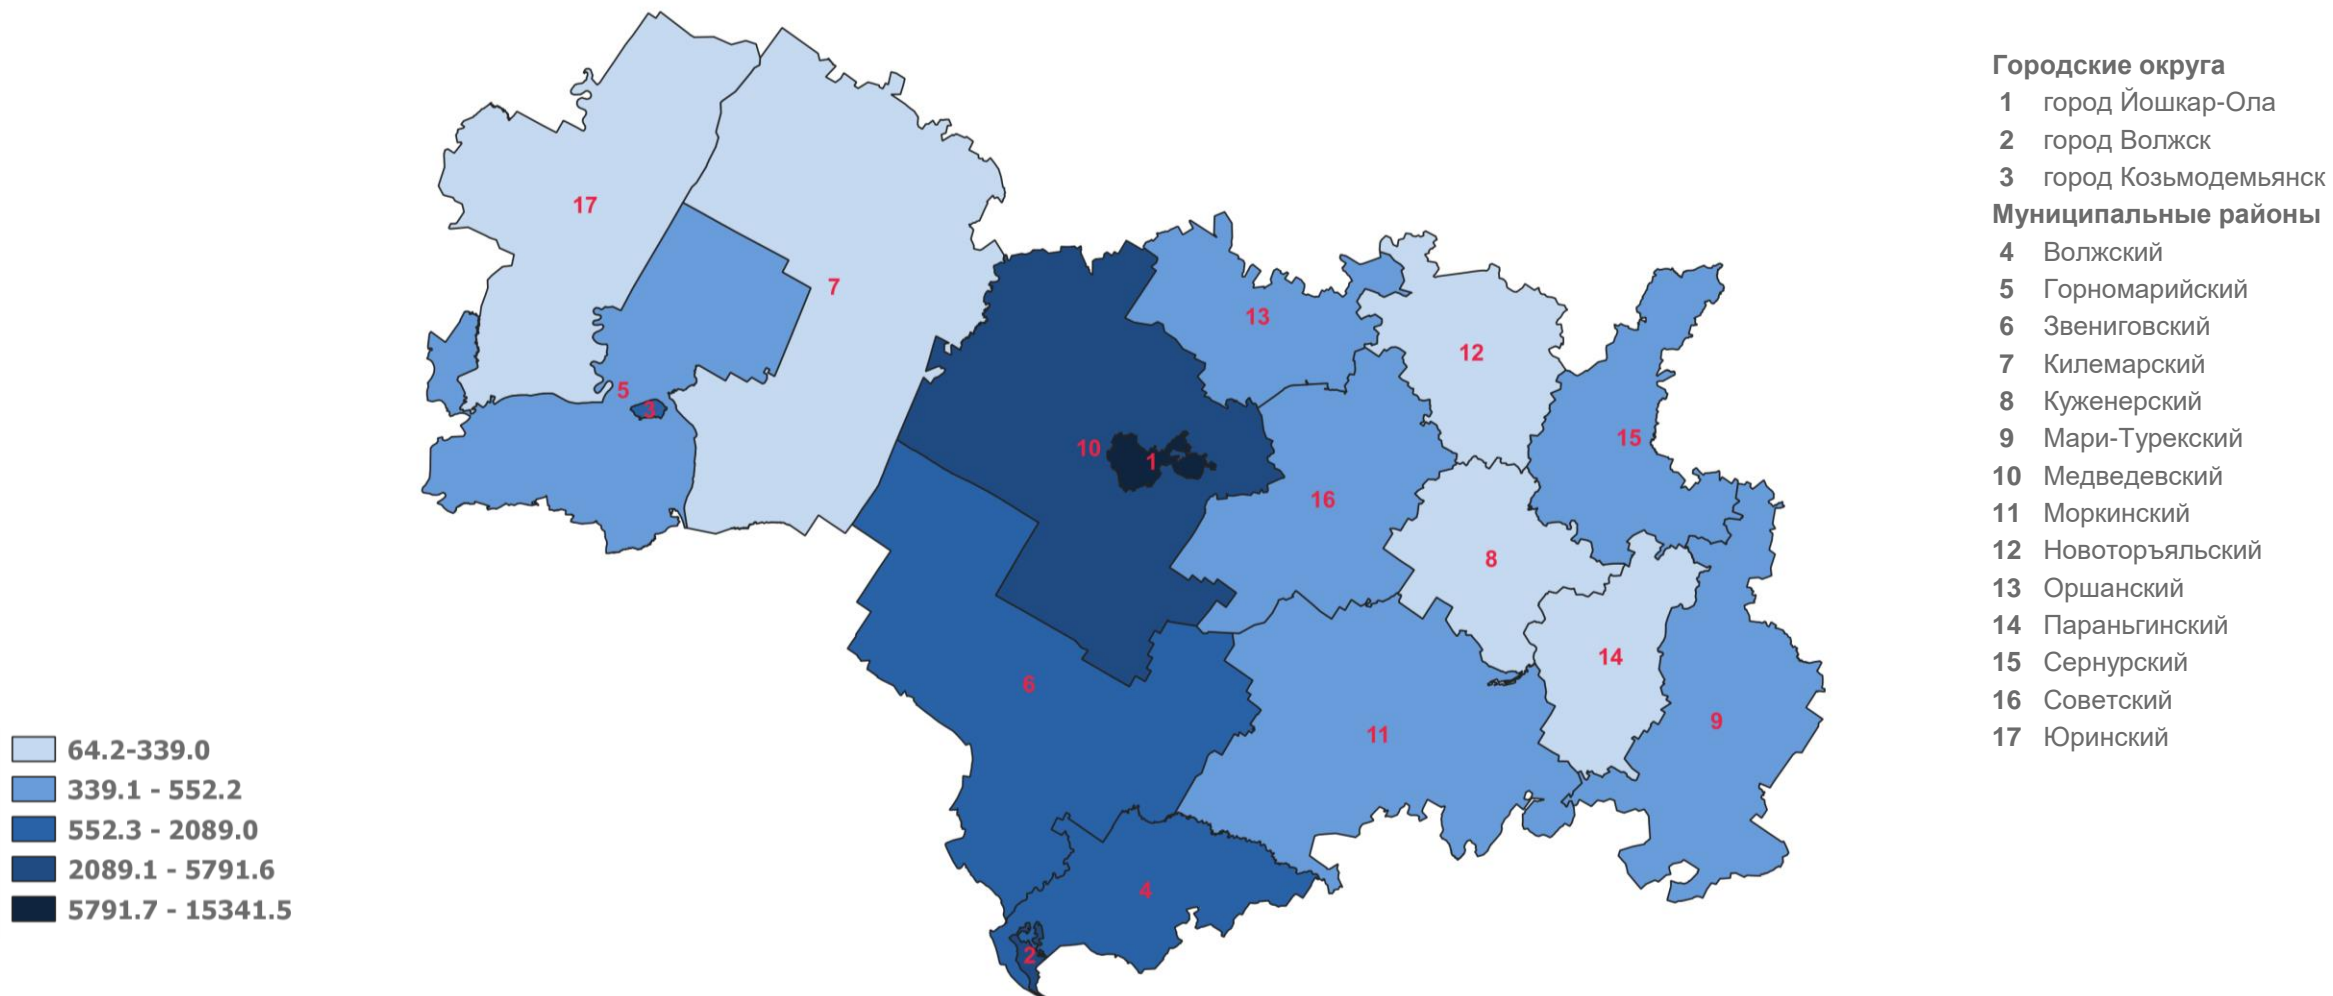 Городские округа
1 город Йошкар-Ола
2 город Волжск
3 город Козьмодемьянск
Муниципальные районы
4 Волжский
5 Горномарийский
6 Звениговский
7 Килемарский
8 Куженерский
9 Мари-Турекский
10 Медведевский
11 Моркинский
12 Новоторъяльский
13 Оршанский
14 Параньгинский
15 Сернурский
16 Советский
17 Юринский
17
7
13
12
5
3
15
10
1
16
8
14
6
9
11
4
2
64.2-339.0
339.1 - 552.2
552.3 - 2089.0
2089.1 - 5791.6
5791.7 - 15341.5